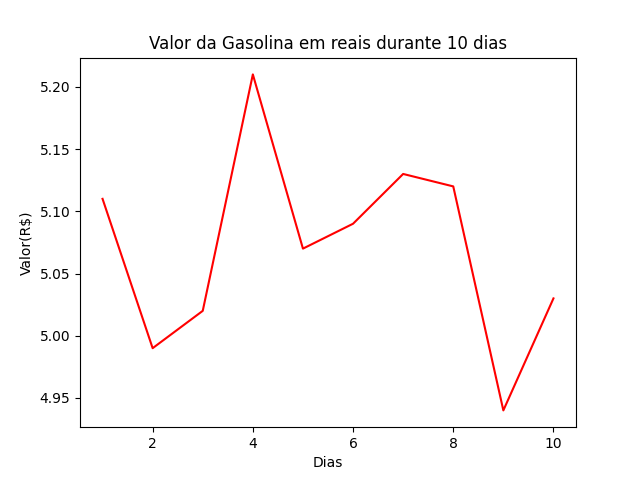 Valor da Gasolina em reais durante 10 dias
5.20
5.15
5.10
5.05
5.00
4.95
Valor(R$)
2 4 6 8 10
Dias